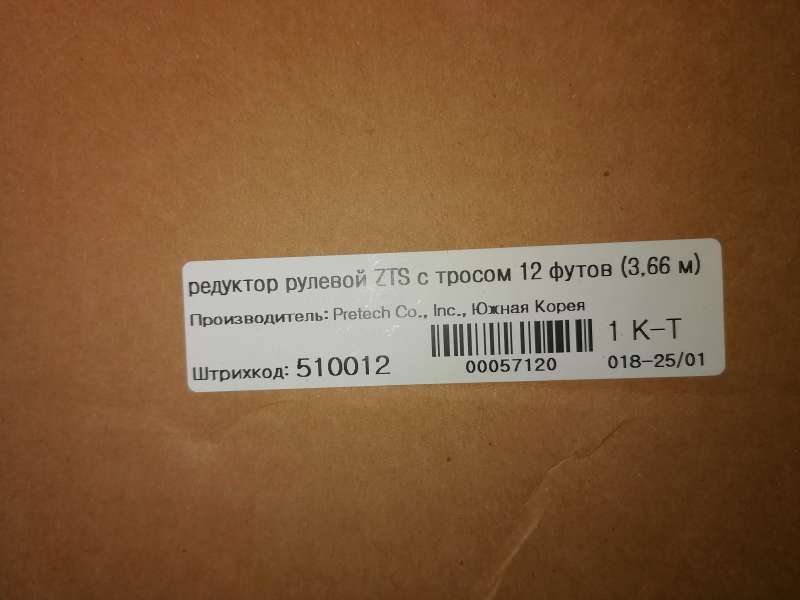 редуктор рулевой ZTS с тросом 12 футов (3,66 м)
Производитель: Pretech Co., Inc., Южная Корея
1 К-Т
Штрихкод: 510012
00057120
018-25/01